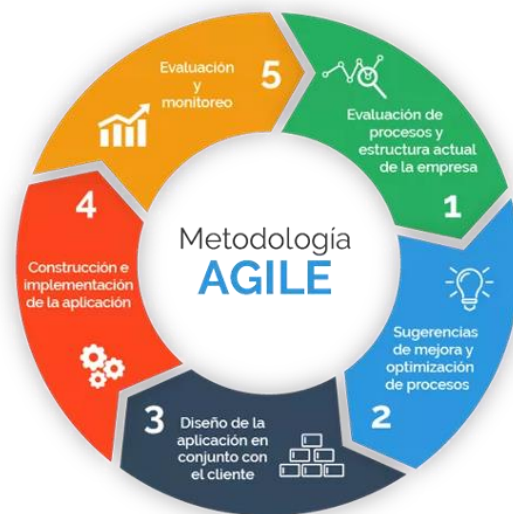 Metodología
AGILE
Evaluación de
procesos y
estructura actual
de la empresa
1
Sugerencias
de mejora y
optimización
de procesos
2
3
Diseño de la
aplicación en
conjunto con
el cliente
4
Construcción e
implementación
de la aplicación
Evaluación
y
monitoreo
5